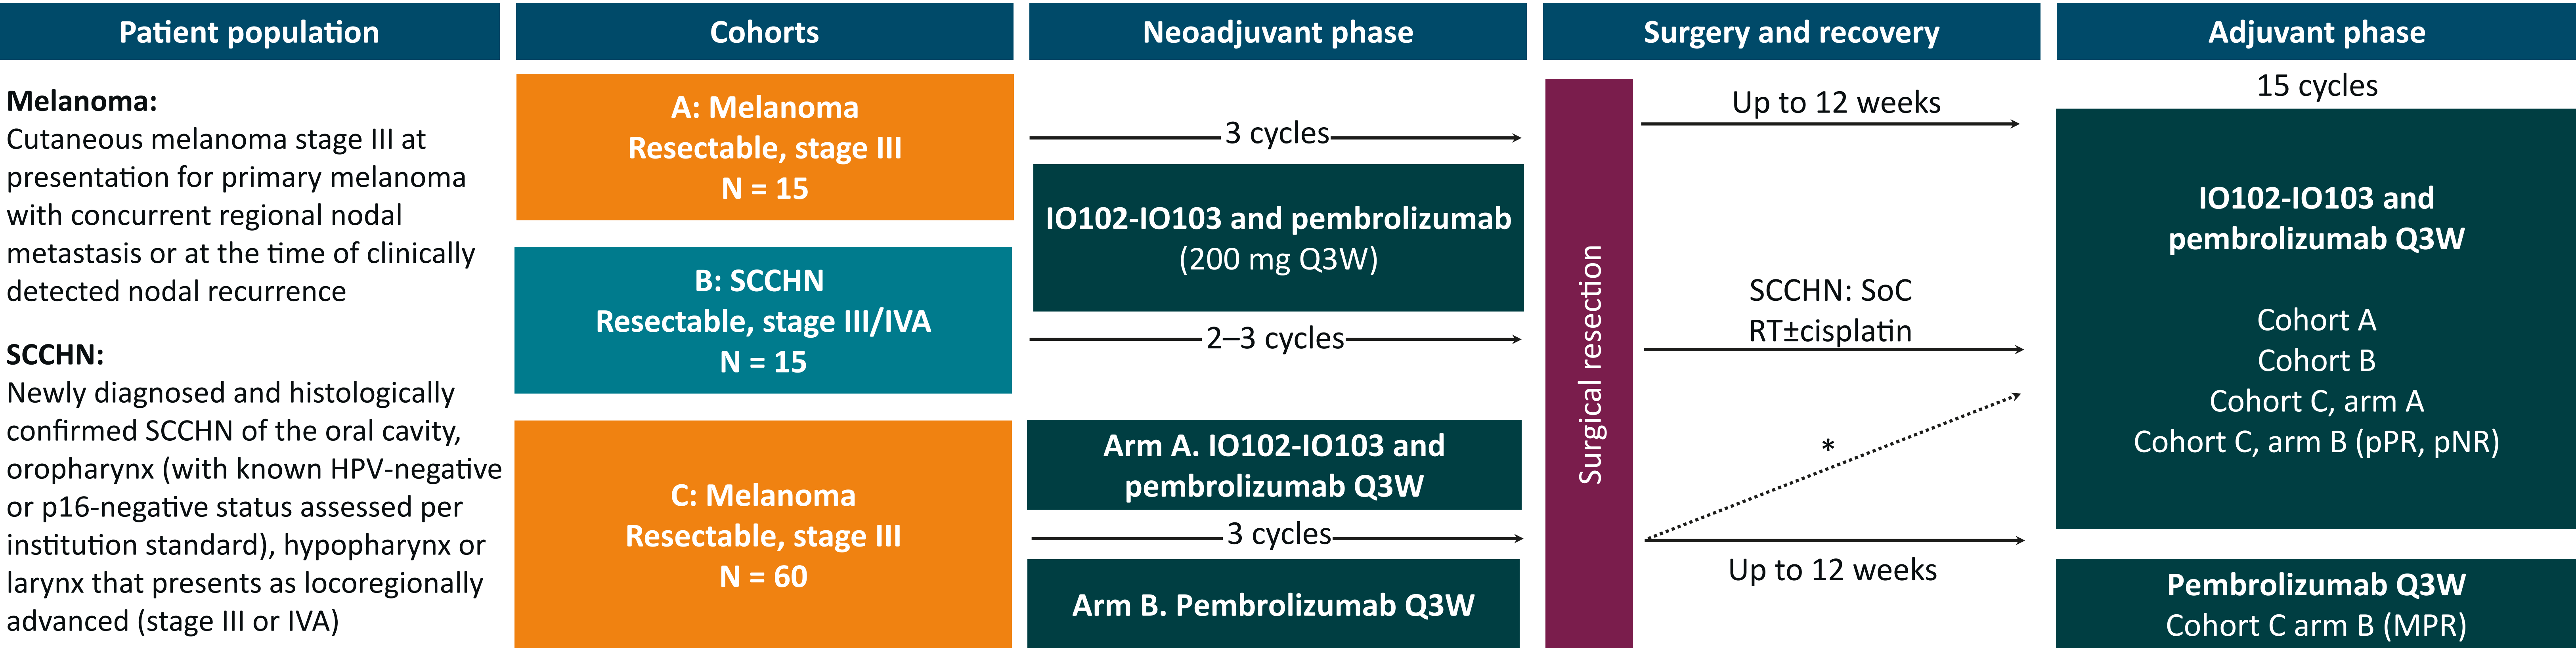 Patient population
Melanoma:
Cutaneous melanoma stage III at
presentation for primary melanoma
with concurrent regional nodal
metastasis or at the time of clinically
detected nodal recurrence
SCCHN:
Newly diagnosed and histologically
confirmed SCCHN of the oral cavity,
oropharynx (with known HPV-negative
or p16-negative status assessed per
institution standard), hypopharynx or
larynx that presents as locoregionally
advanced (stage III or IVA)
Cohorts
A: Melanoma
Resectable, stage III
N = 15
B: SCCHN
Resectable, stage III/IVA
N = 15
C: Melanoma
Resectable, stage III
N = 60
Neoadjuvant phase
3 cycles
IO102-IO103 and pembrolizumab
(200 mg Q3W)
2–3 cycles
Arm A. IO102-IO103 and
pembrolizumab Q3W
3 cycles
Arm B. Pembrolizumab Q3W
Surgery and recovery
Surgical resection
Up to 12 weeks
SCCHN: SoC
RT±cisplatin
*
Up to 12 weeks
Adjuvant phase
15 cycles
IO102-IO103 and
pembrolizumab Q3W
Cohort A
Cohort B
Cohort C, arm A
Cohort C, arm B (pPR, pNR)
Pembrolizumab Q3W
Cohort C arm B (MPR)